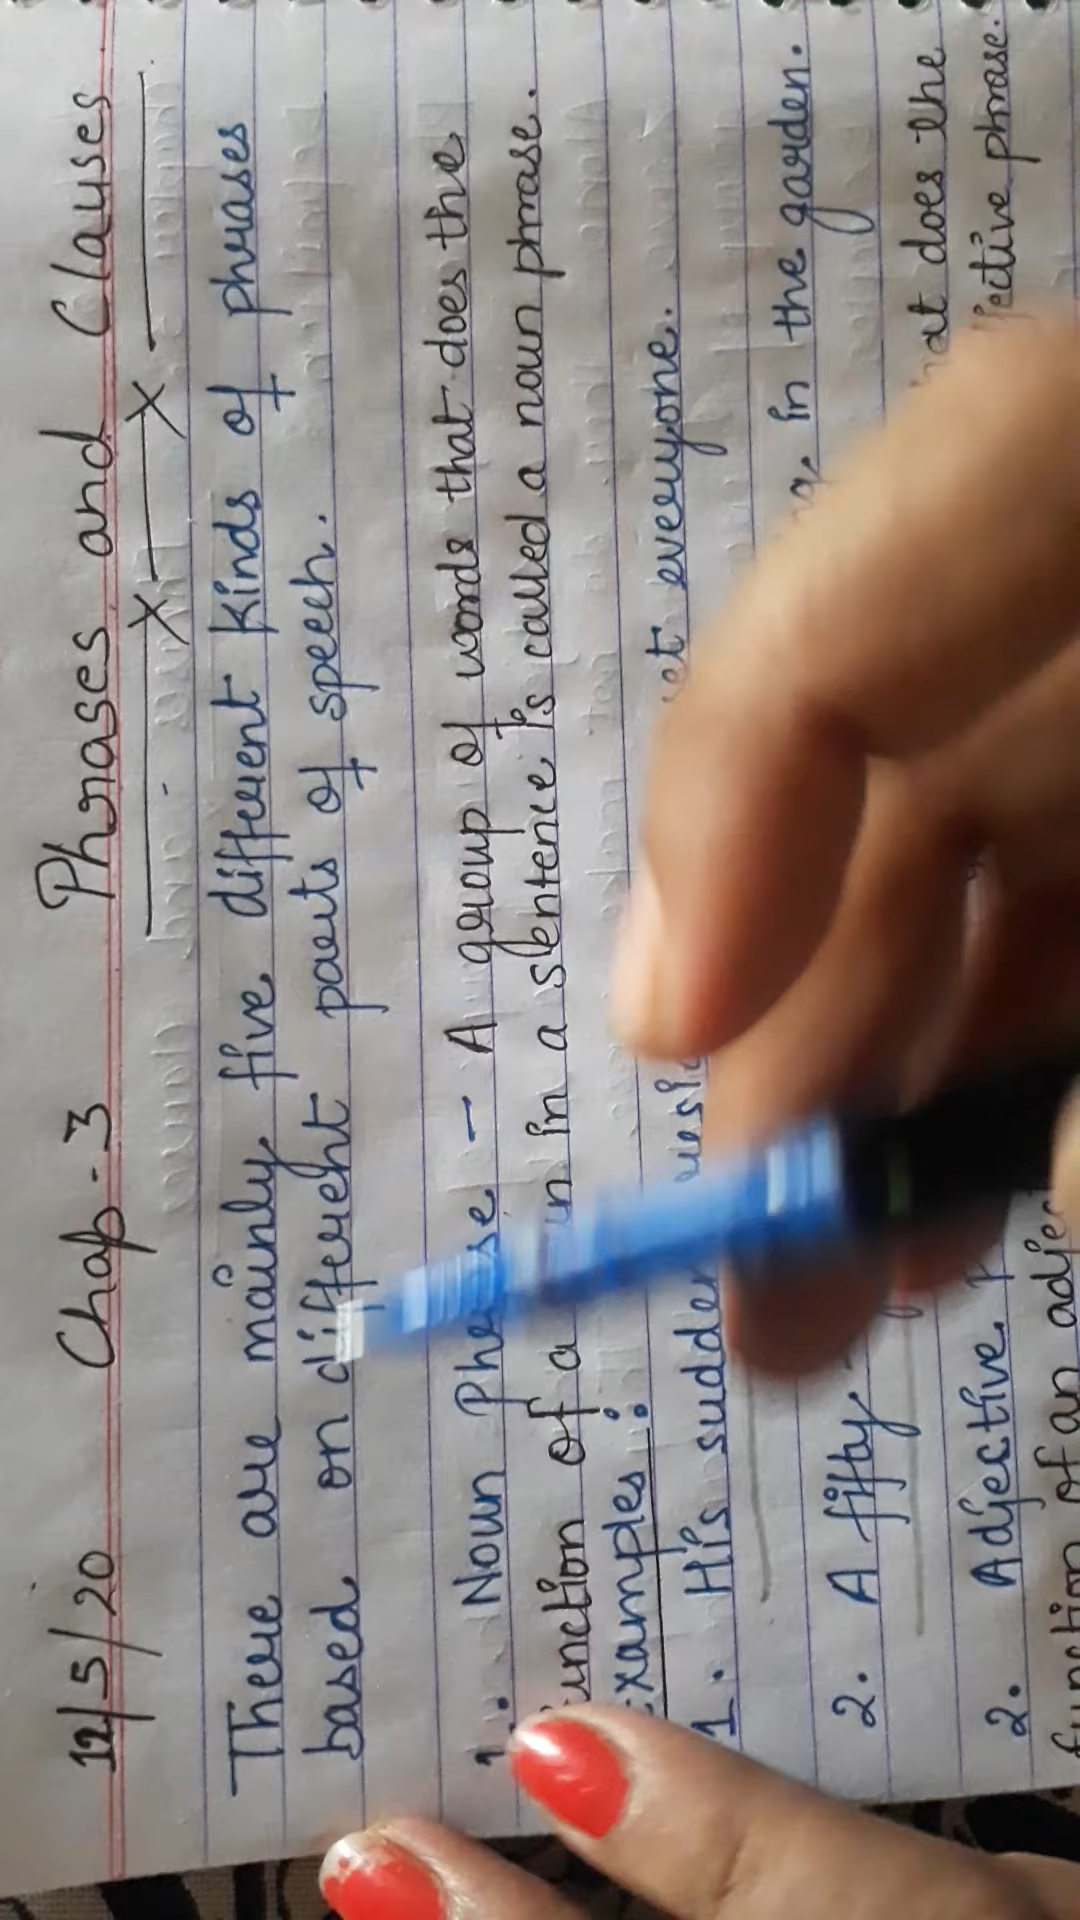 12/5/20 Chap-3 Phrases and Clauses
There are mainly five different kinds of phrases
based on different parts of speech.
1. Noun Phrase - A group of words that does the
function of a in a sentence is called a noun phrase.
Examples:
1. His sudden everyone.
2. A fifty in the garden.
2. Adjective does the
function of an phrase.